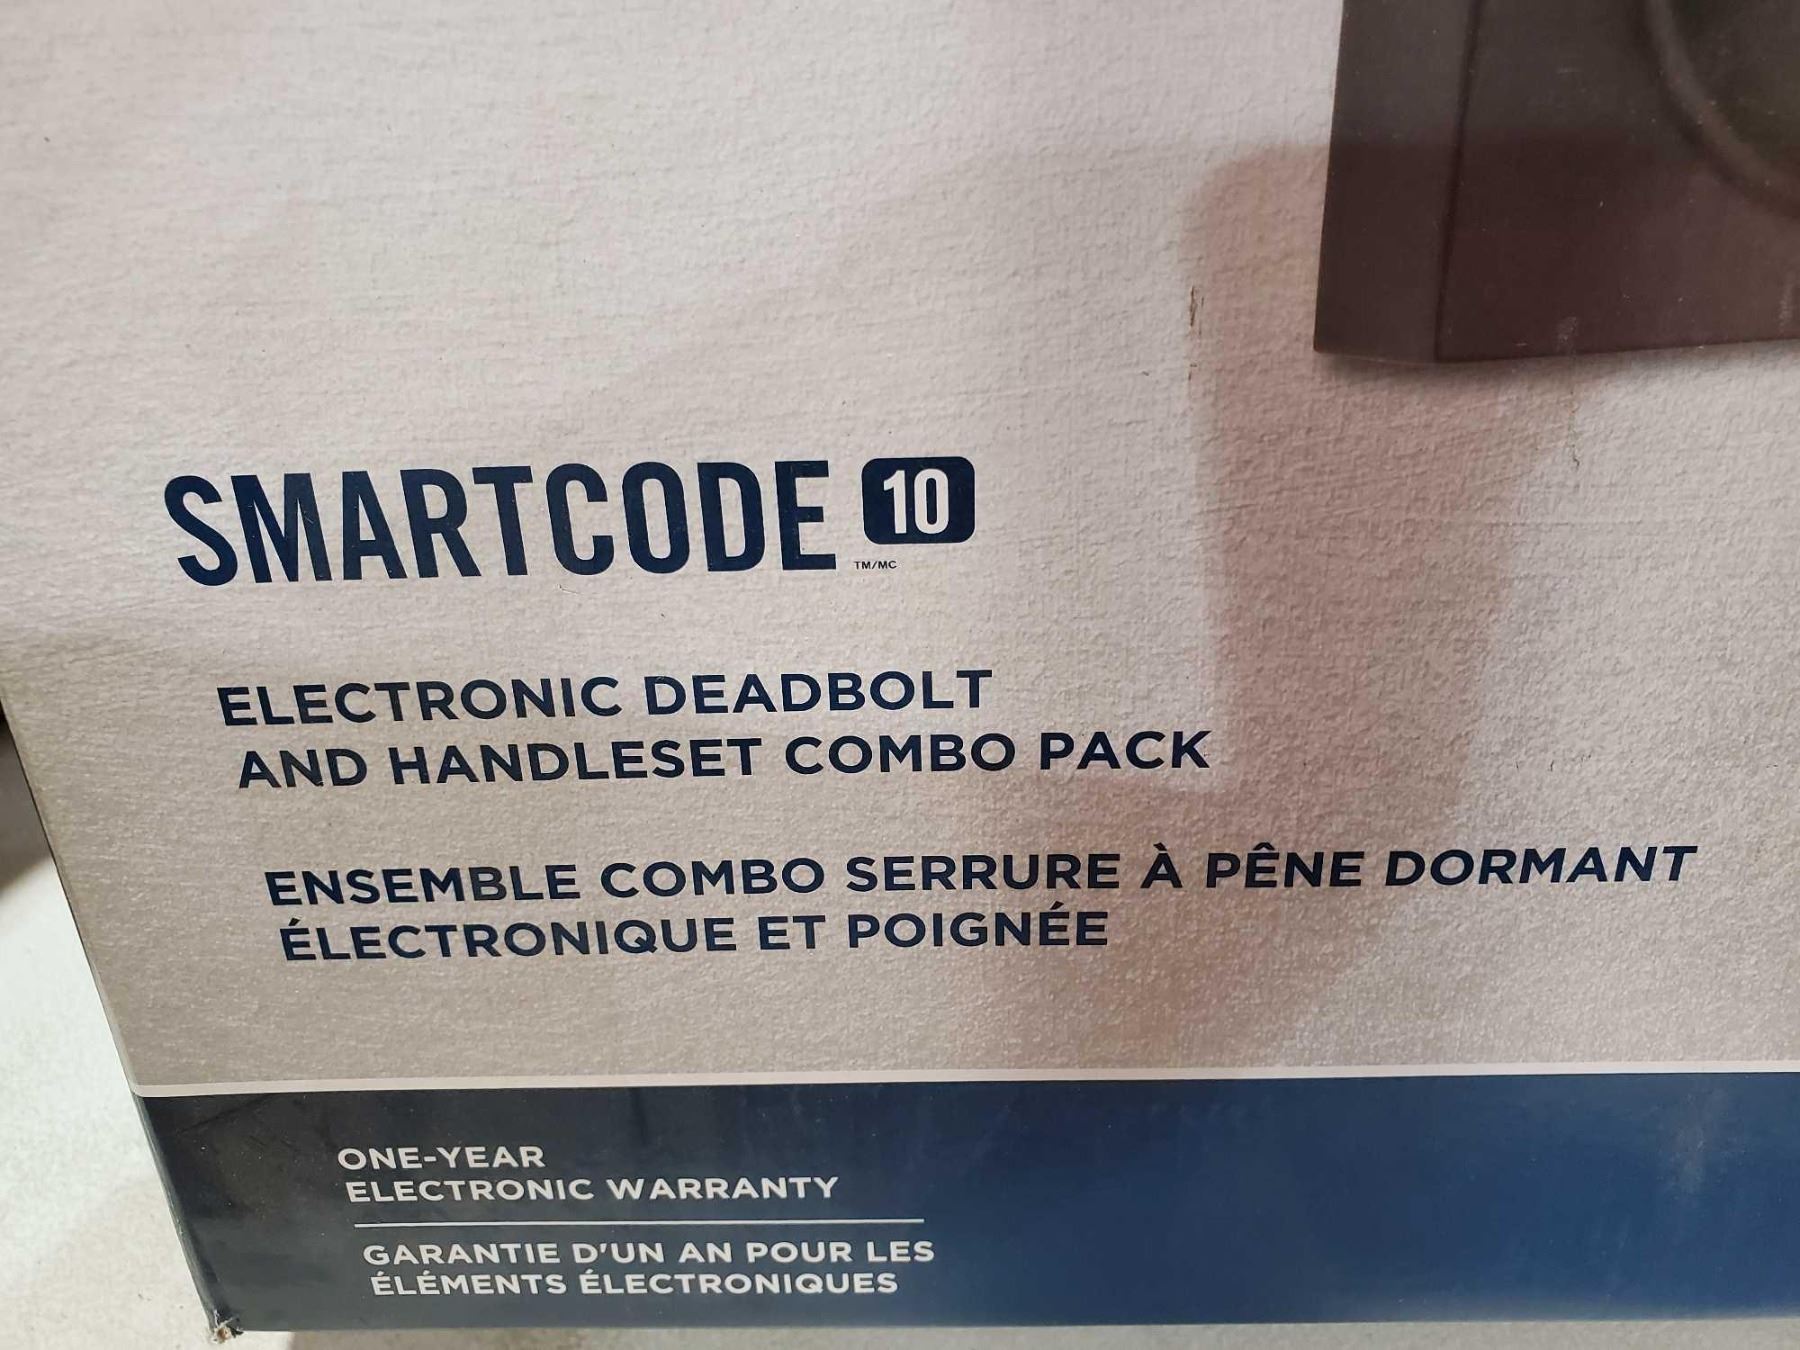 SMARTCODE 10
TM/MC
ELECTRONIC DEADBOLT
AND HANDLESET COMBO PACK
ENSEMBLE COMBO SERRURE À PÊNE DORMANT
ÉLECTRONIQUE ET POIGNÉE
ONE-YEAR
ELECTRONIC WARRANTY
GARANTIE D'UN AN POUR LES
ÉLÉMENTS ÉLECTRONIQUES